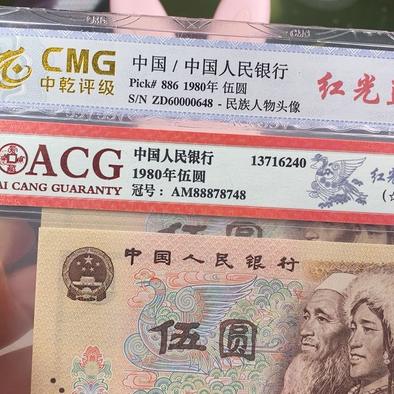 CMG
中乾评级
中国 / 中国人民银行
Pick# 886 1980年 伍圆
S/N ZD60000648 - 民族人物头像
红光
ACG
AI CANG GUARANTY
中国人民银行
1980年伍圆
冠号：AM88878748
13716240
红
中国人民银行
伍圆